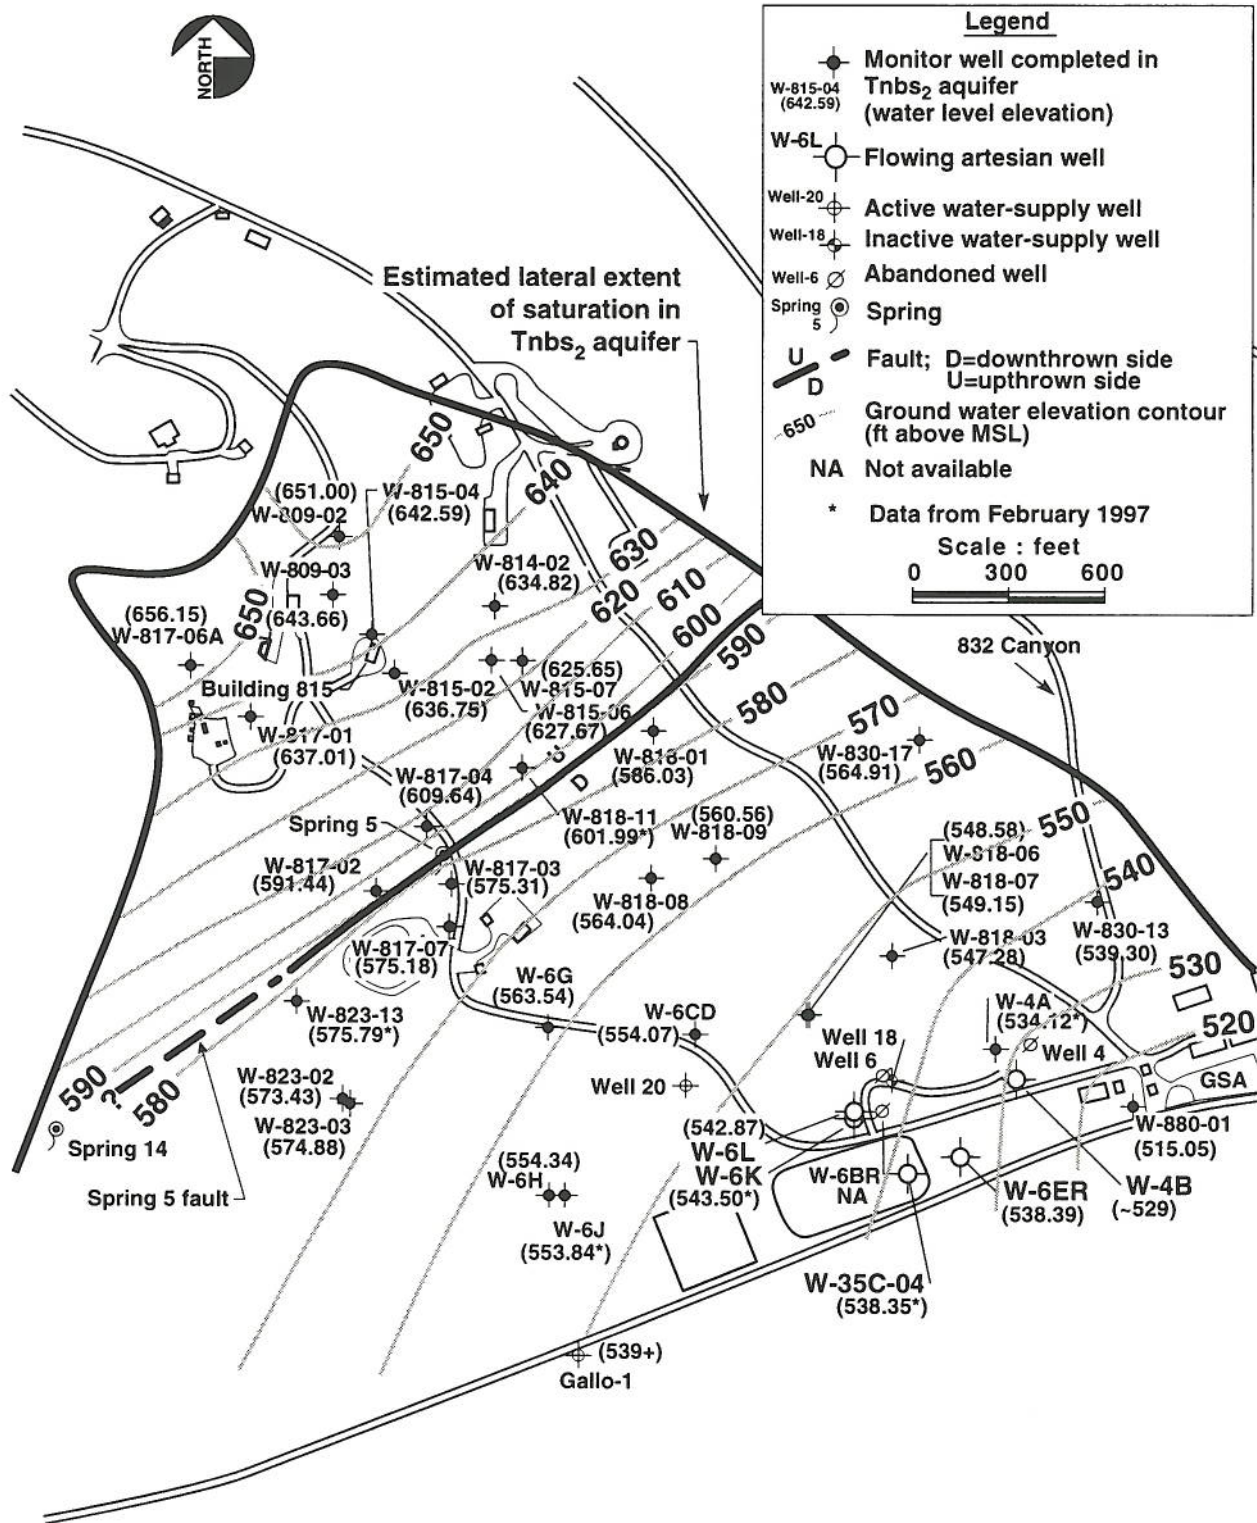 NORTH
Legend
Monitor well completed in
Tnbs₂ aquifer
(water level elevation)
W-815-04
(642.59)
W-6L
Flowing artesian well
Well-20
Active water-supply well
Well-18
Inactive water-supply well
Well-6
Abandoned well
Spring
5
Spring
U
D
Fault; D=downthrown side
U=upthrown side
650
Ground water elevation contour
(ft above MSL)
NA Not available
* Data from February 1997
Scale : feet
0 300 600
Estimated lateral extent
of saturation in
Tnbs₂ aquifer
650
640
630
620
610
600
590
580
570
560
550
540
530
520
650
590
?
580
(651.00)
W-809-02
W-815-04
(642.59)
W-809-03
(643.66)
W-814-02
(634.82)
(656.15)
W-817-06A
Building 815
W-815-02
(636.75)
(625.65)
W-815-07
W-815-06
(627.67)
W-817-01
(637.01)
W-817-04
(609.64)
Spring 5
U
D
W-818-01
(586.03)
W-818-11
(601.99*)
(560.56)
W-818-09
W-830-17
(564.91)
832 Canyon
W-817-02
(591.44)
W-817-03
(575.31)
W-818-08
(564.04)
(548.58)
W-818-06
W-818-07
(549.15)
W-817-07
(575.18)
W-818-03
(547.28)
W-830-13
(539.30)
W-823-13
(575.79*)
W-6G
(563.54)
W-6CD
(554.07)
W-4A
(534.12*)
Well 18
Well 6
Well 4
Well 20
GSA
W-823-02
(573.43)
W-823-03
(574.88)
Spring 14
Spring 5 fault
(542.87)
W-6L
W-6K
(543.50*)
W-6BR
NA
W-880-01
(515.05)
W-6ER
(538.39)
W-4B
(~529)
(554.34)
W-6H
W-6J
(553.84*)
W-35C-04
(538.35*)
(539+)
Gallo-1